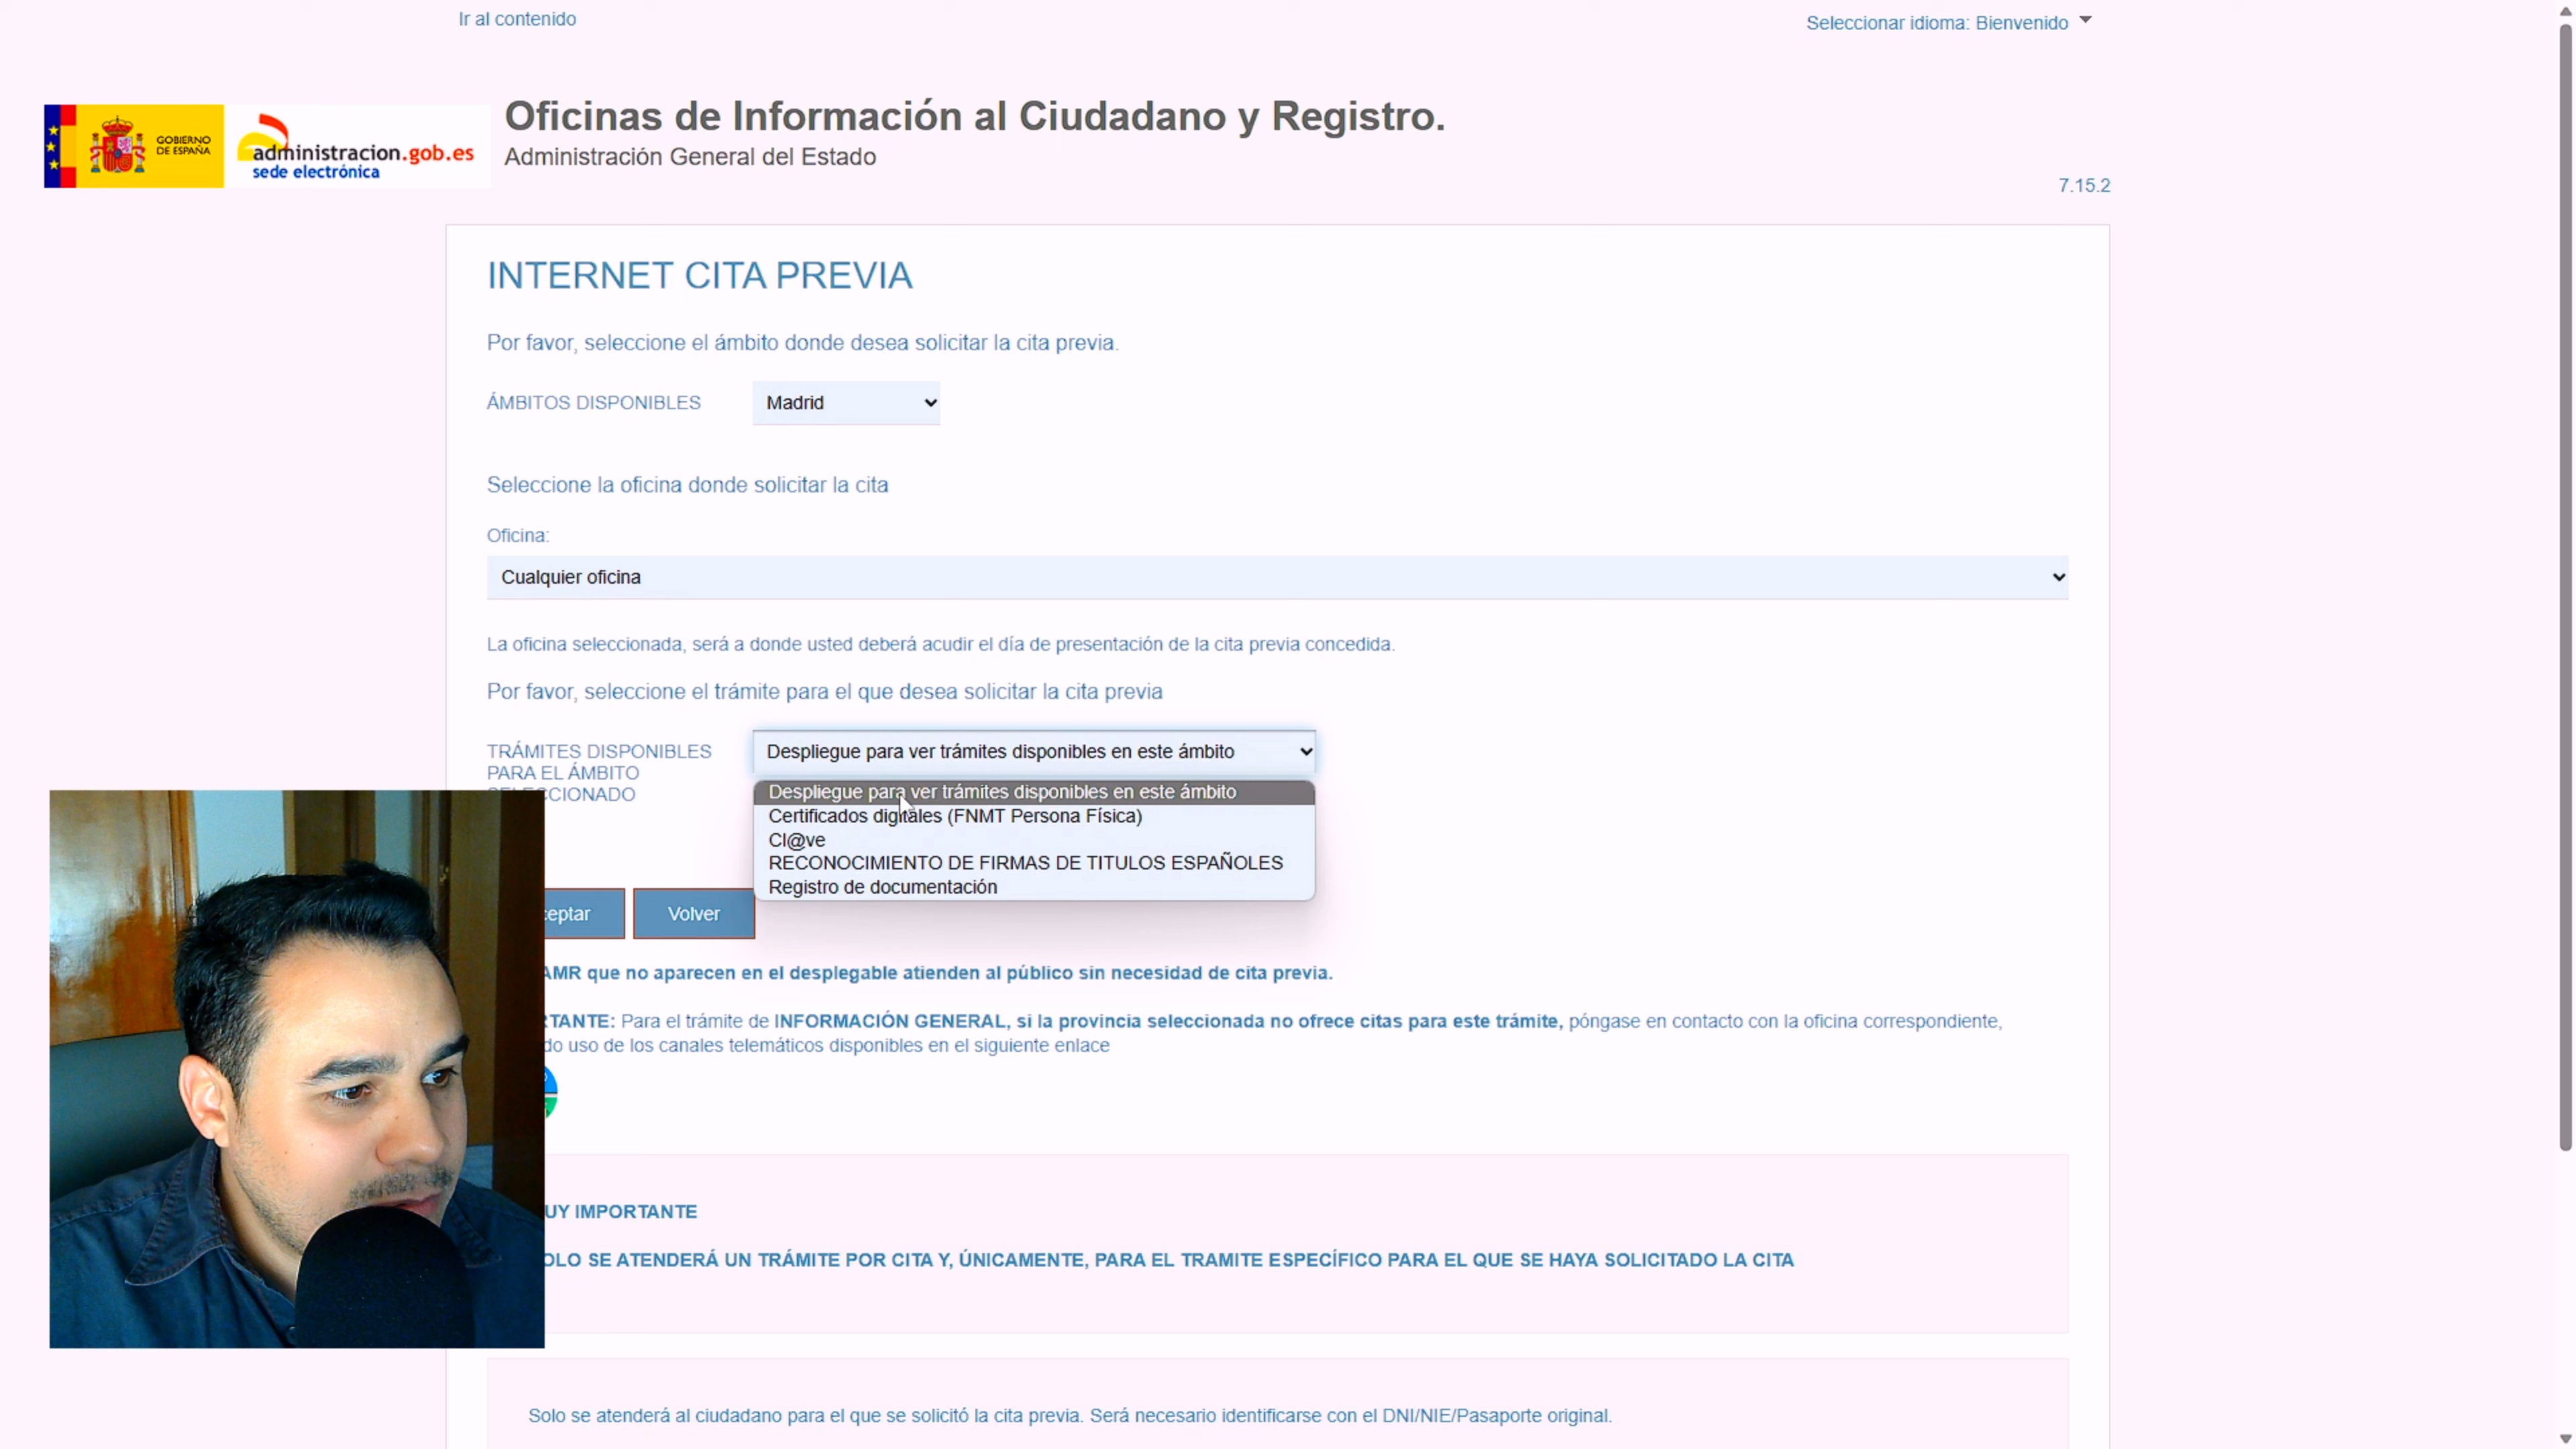 Ir al contenido
Seleccionar idioma: Bienvenido
GOBIERNO
DE ESPAÑA
administracion.gob.es
sede electrónica
Oficinas de Información al Ciudadano y Registro.
Administración General del Estado
7.15.2
INTERNET CITA PREVIA
Por favor, seleccione el ámbito donde desea solicitar la cita previa.
ÁMBITOS DISPONIBLES
Madrid
Seleccione la oficina donde solicitar la cita
Oficina:
Cualquier oficina
La oficina seleccionada, será a donde usted deberá acudir el día de presentación de la cita previa concedida.
Por favor, seleccione el trámite para el que desea solicitar la cita previa
TRÁMITES DISPONIBLES
PARA EL ÁMBITO
CCIONADO
Despliegue para ver trámites disponibles en este ámbito
Despliegue para ver trámites disponibles en este ámbito
Certificados digitales (FNMT Persona Física)
Cl@ve
RECONOCIMIENTO DE FIRMAS DE TITULOS ESPAÑOLES
Registro de documentación
eptar
Volver
AMR que no aparecen en el desplegable atienden al público sin necesidad de cita previa.
RTANTE: Para el trámite de INFORMACIÓN GENERAL, si la provincia seleccionada no ofrece citas para este trámite, póngase en contacto con la oficina correspondiente,
do uso de los canales telemáticos disponibles en el siguiente enlace
UY IMPORTANTE
OLO SE ATENDERÁ UN TRÁMITE POR CITA Y, ÚNICAMENTE, PARA EL TRAMITE ESPECÍFICO PARA EL QUE SE HAYA SOLICITADO LA CITA
Solo se atenderá al ciudadano para el que se solicitó la cita previa. Será necesario identificarse con el DNI/NIE/Pasaporte original.